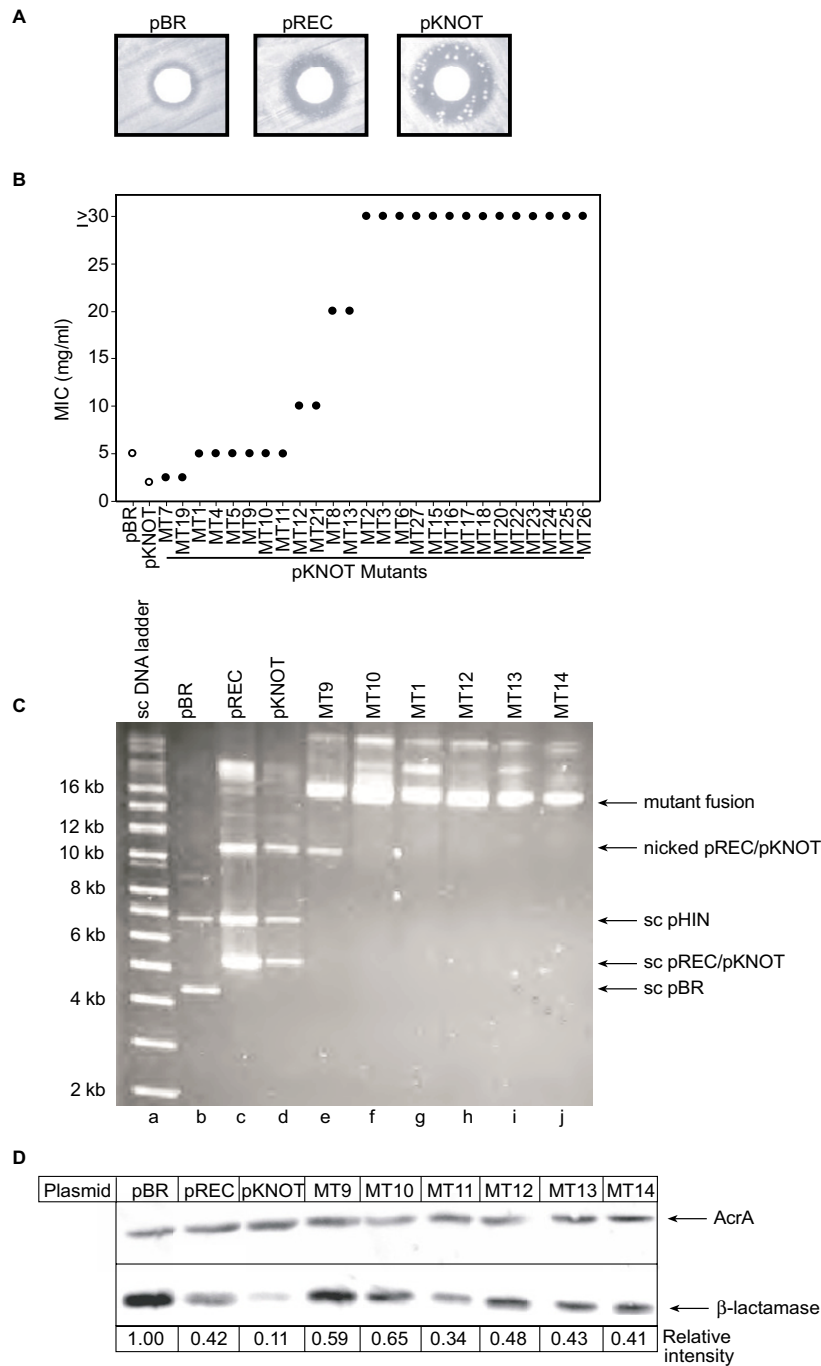 A
pBR
pREC
pKNOT
B
≥30
25
20
15
10
5
0
MIC (mg/ml)
pBR
pKNOT
MT7
MT19
MT1
MT4
MT5
MT9
MT10
MT11
MT12
MT21
MT8
MT13
MT2
MT3
MT6
MT27
MT15
MT16
MT17
MT18
MT20
MT22
MT23
MT24
MT25
MT26
pKNOT Mutants
C
sc DNA ladder
pBR
pREC
pKNOT
MT9
MT10
MT1
MT12
MT13
MT14
16 kb
12 kb
10 kb
8 kb
6 kb
4 kb
2 kb
mutant fusion
nicked pREC/pKNOT
sc pHIN
sc pREC/pKNOT
sc pBR
a b c d e f g h i j
D
Plasmid pBR pREC pKNOT MT9 MT10 MT11 MT12 MT13 MT14
AcrA
β-lactamase
1.00 0.42 0.11 0.59 0.65 0.34 0.48 0.43 0.41 Relative
intensity